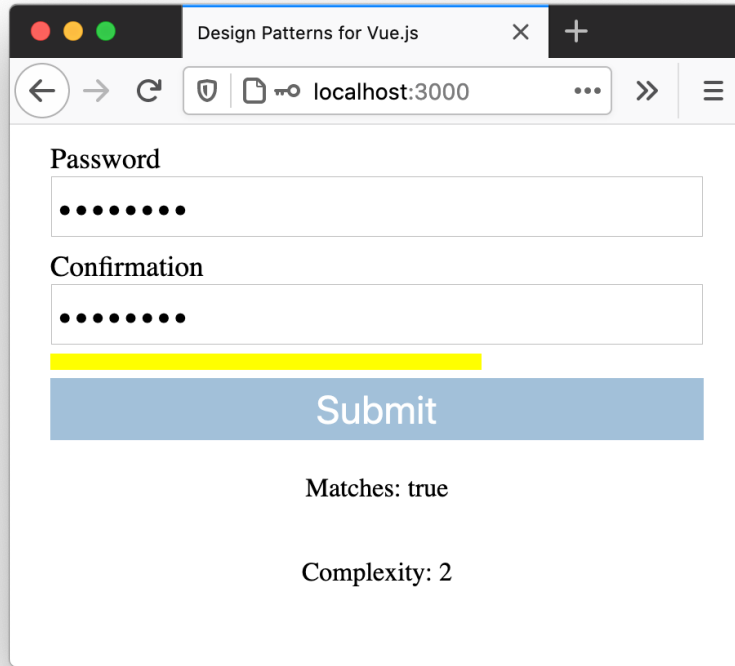 Design Patterns for Vue.js
localhost:3000
Password
••••••••
Confirmation
••••••••
Submit
Matches: true
Complexity: 2